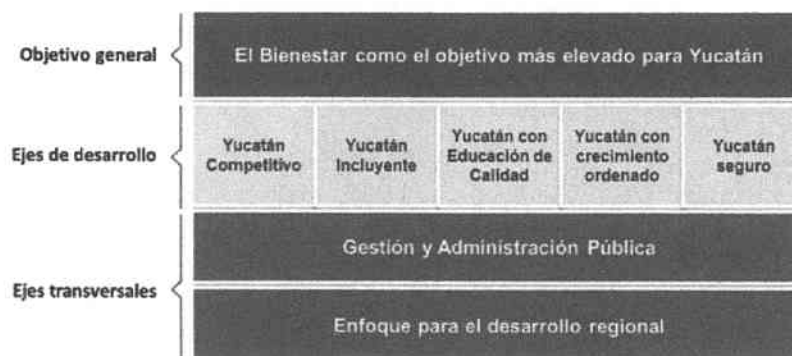 Objetivo general
El Bienestar como el objetivo más elevado para Yucatán
Ejes de desarrollo
Yucatán
Competitivo
Yucatán
Incluyente
Yucatán con
Educación de
Calidad
Yucatán con
crecimiento
ordenado
Yucatán
seguro
Ejes transversales
Gestión y Administración Pública
Enfoque para el desarrollo regional